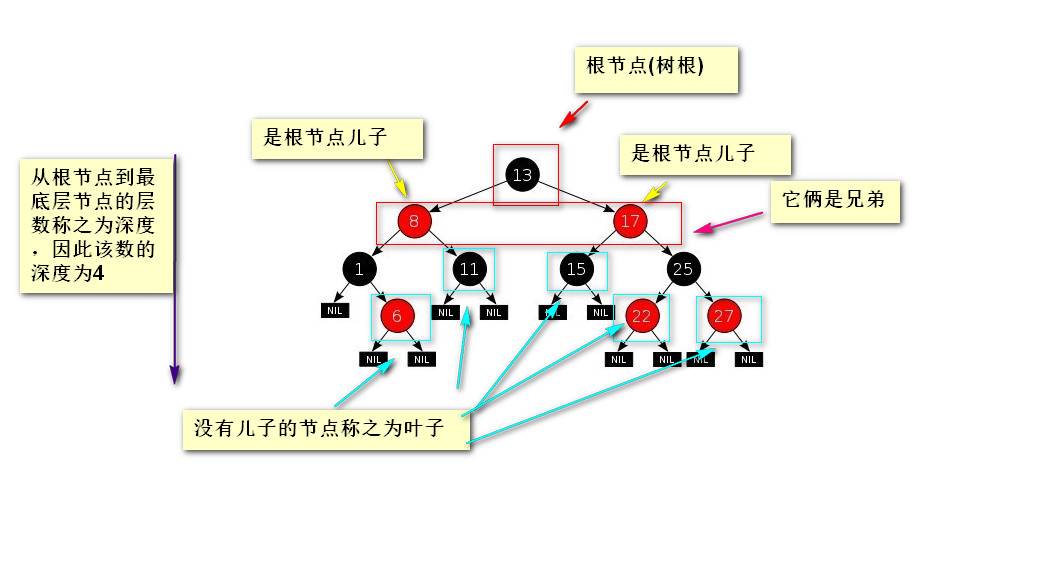 根节点(树根)
是根节点儿子
是根节点儿子
从根节点到最
底层节点的层
数称之为深度
，因此该数的
深度为4
它俩是兄弟
13
8
17
1
11
15
25
NIL
6
NIL
NIL
NIL
NIL
22
27
NIL
NIL
NIL
NIL
NIL
NIL
没有儿子的节点称之为叶子